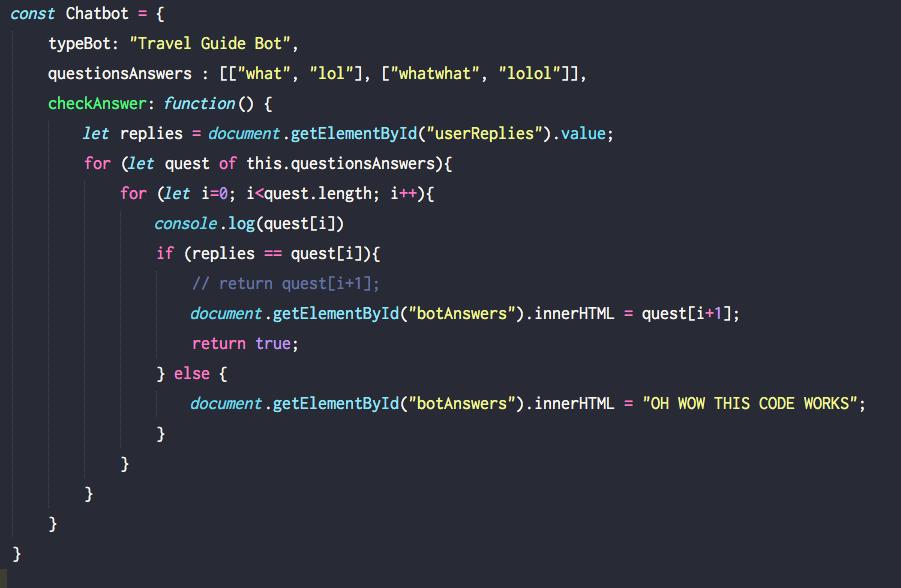 const Chatbot = {
typeBot: "Travel Guide Bot",
questionsAnswers : [["what", "lol"], ["whatwhat", "lolol"]],
checkAnswer: function() {
let replies = document.getElementById("userReplies").value;
for (let quest of this.questionsAnswers){
for (let i=0; i<quest.length; i++){
console.log(quest[i])
if (replies == quest[i]){
// return quest[i+1];
document.getElementById("botAnswers").innerHTML = quest[i+1];
return true;
} else {
document.getElementById("botAnswers").innerHTML = "OH WOW THIS CODE WORKS";
}
}
}
}
}